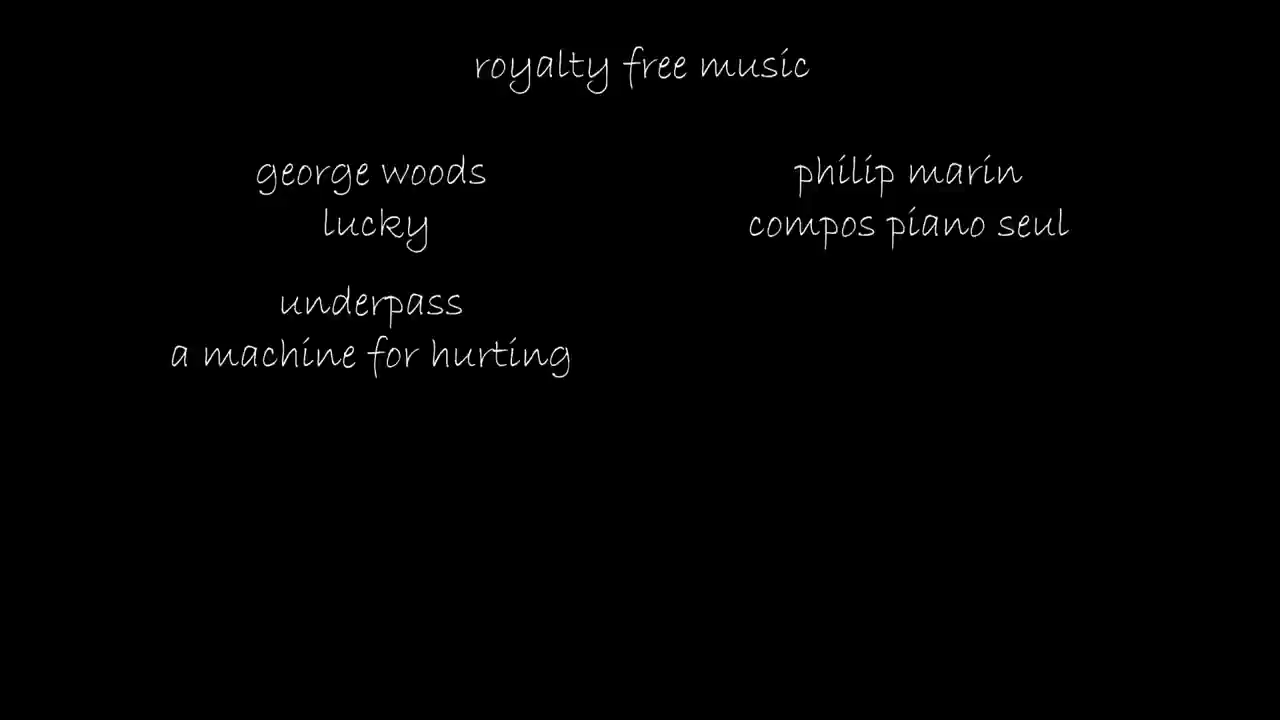 royalty free music
george woods
lucky
underpass
a machine for hurting
philip marin
compos piano seul